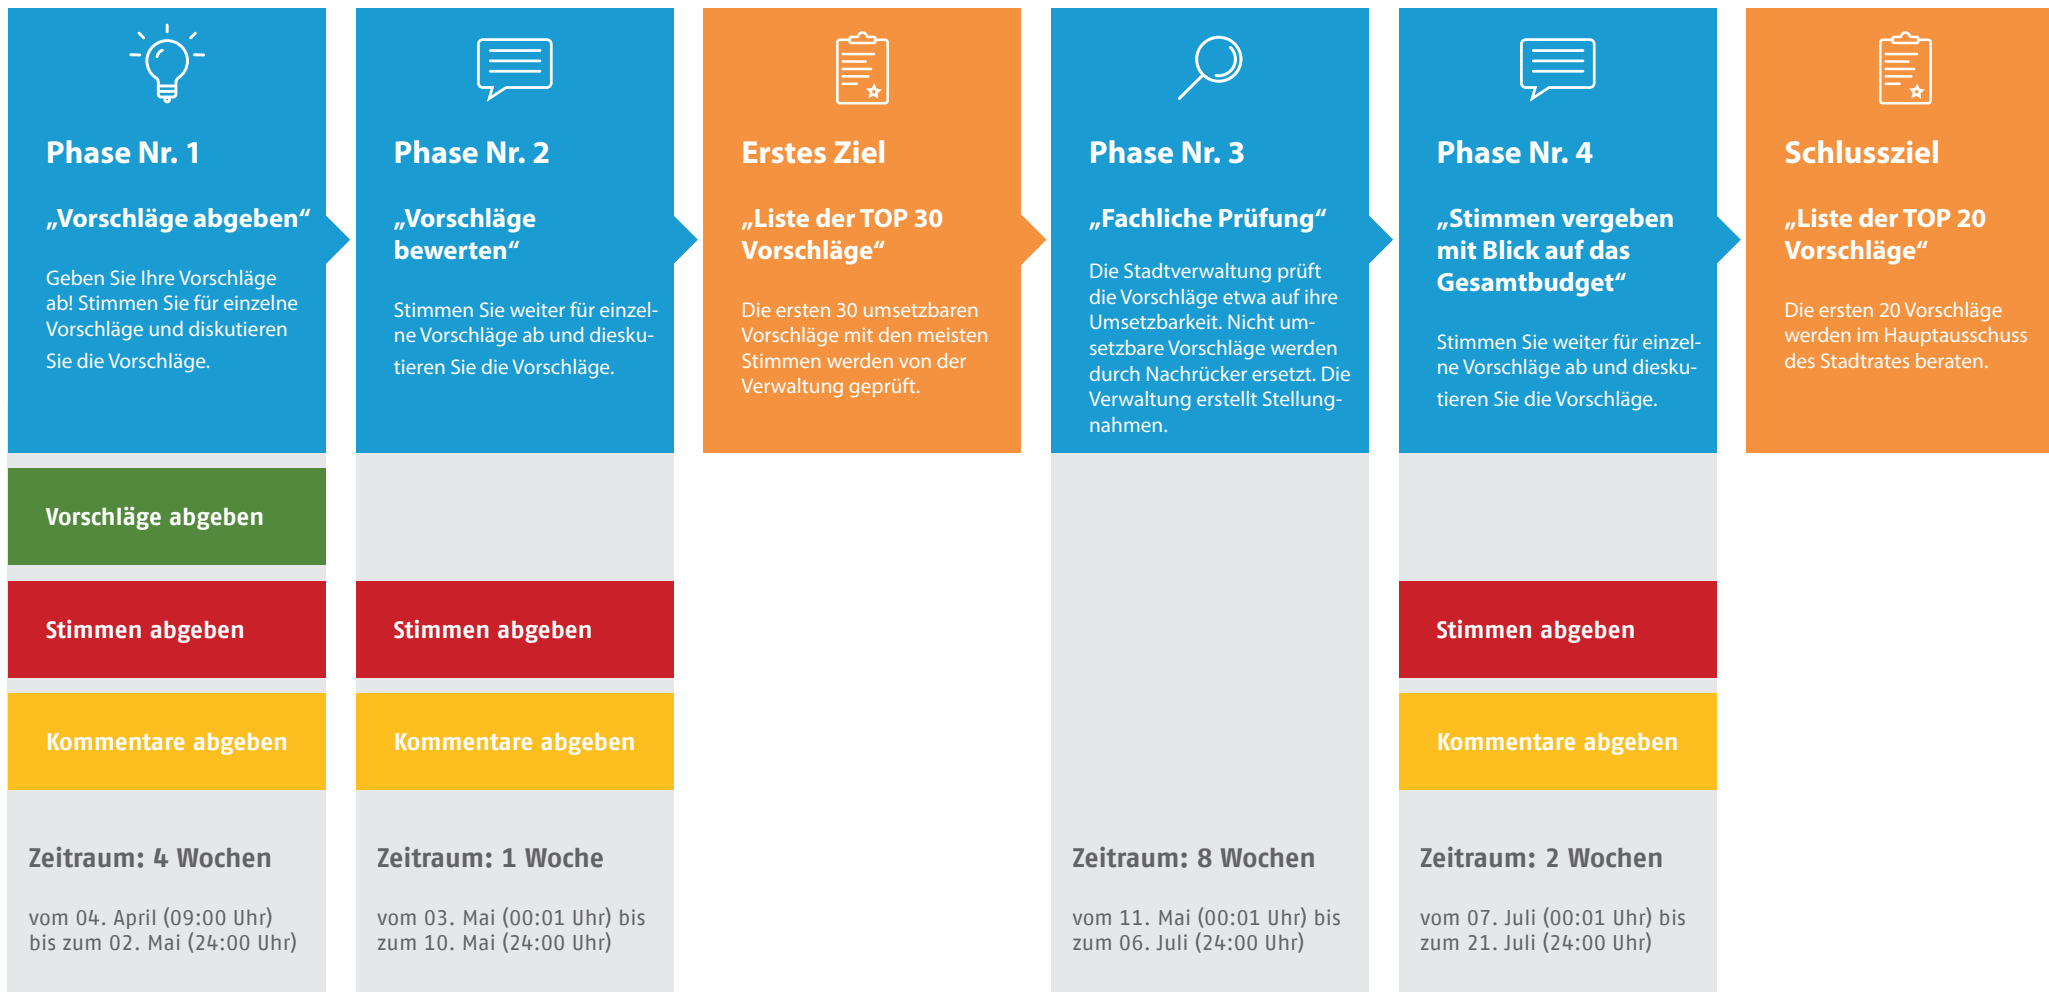 Phase Nr. 1
„Vorschläge abgeben“
Geben Sie Ihre Vorschläge
ab! Stimmen Sie für einzelne
Vorschläge und diskutieren
Sie die Vorschläge.
Vorschläge abgeben
Stimmen abgeben
Kommentare abgeben
Zeitraum: 4 Wochen
vom 04. April (09:00 Uhr)
bis zum 02. Mai (24:00 Uhr)
Phase Nr. 2
„Vorschläge
bewerten“
Stimmen Sie weiter für einzel-
ne Vorschläge ab und diesku-
tieren Sie die Vorschläge.
Stimmen abgeben
Kommentare abgeben
Zeitraum: 1 Woche
vom 03. Mai (00:01 Uhr) bis
zum 10. Mai (24:00 Uhr)
Erstes Ziel
„Liste der TOP 30
Vorschläge“
Die ersten 30 umsetzbaren
Vorschläge mit den meisten
Stimmen werden von der
Verwaltung geprüft.
Phase Nr. 3
„Fachliche Prüfung“
Die Stadtverwaltung prüft
die Vorschläge etwa auf ihre
Umsetzbarkeit. Nicht um-
setzbare Vorschläge werden
durch Nachrücker ersetzt. Die
Verwaltung erstellt Stellung-
nahmen.
Zeitraum: 8 Wochen
vom 11. Mai (00:01 Uhr) bis
zum 06. Juli (24:00 Uhr)
Phase Nr. 4
„Stimmen vergeben
mit Blick auf das
Gesamtbudget“
Stimmen Sie weiter für einzel-
ne Vorschläge ab und diesku-
tieren Sie die Vorschläge.
Stimmen abgeben
Kommentare abgeben
Zeitraum: 2 Wochen
vom 07. Juli (00:01 Uhr) bis
zum 21. Juli (24:00 Uhr)
Schlussziel
„Liste der TOP 20
Vorschläge“
Die ersten 20 Vorschläge
werden im Hauptausschuss
des Stadtrates beraten.